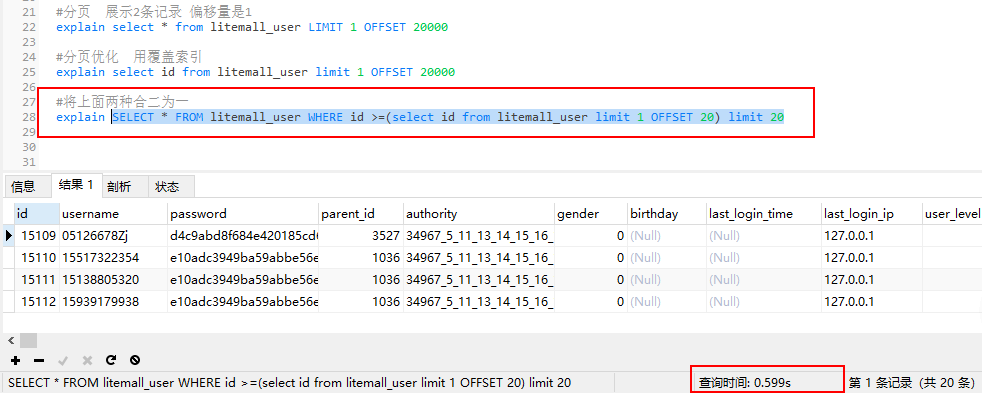 21 #分页 展示2条记录 偏移量是1
22 explain select * from litemall_user LIMIT 1 OFFSET 20000
23
24 #分页优化 用覆盖索引
25 explain select id from litemall_user limit 1 OFFSET 20000
26
27 #将上面两种合二为一
28 explain SELECT * FROM litemall_user WHERE id >=(select id from litemall_user limit 1 OFFSET 20) limit 20
29
30
31
信息 结果 1 剖析 状态
id username password parent_id authority gender birthday last_login_time last_login_ip user_level
15109 05126678Zj d4c9abd8f684e420185cd 3527 34967_5_11_13_14_15_16_ 0 (Null) (Null) 127.0.0.1
15110 15517322354 e10adc3949ba59abbe56e 1036 34967_5_11_13_14_15_16_ 0 (Null) (Null) 127.0.0.1
15111 15138805320 e10adc3949ba59abbe56e 1036 34967_5_11_13_14_15_16_ 0 (Null) (Null) 127.0.0.1
15112 15939179938 e10adc3949ba59abbe56e 1036 34967_5_11_13_14_15_16_ 0 (Null) (Null) 127.0.0.1
SELECT * FROM litemall_user WHERE id >=(select id from litemall_user limit 1 OFFSET 20) limit 20 查询时间: 0.599s 第 1 条记录（共 20 条）